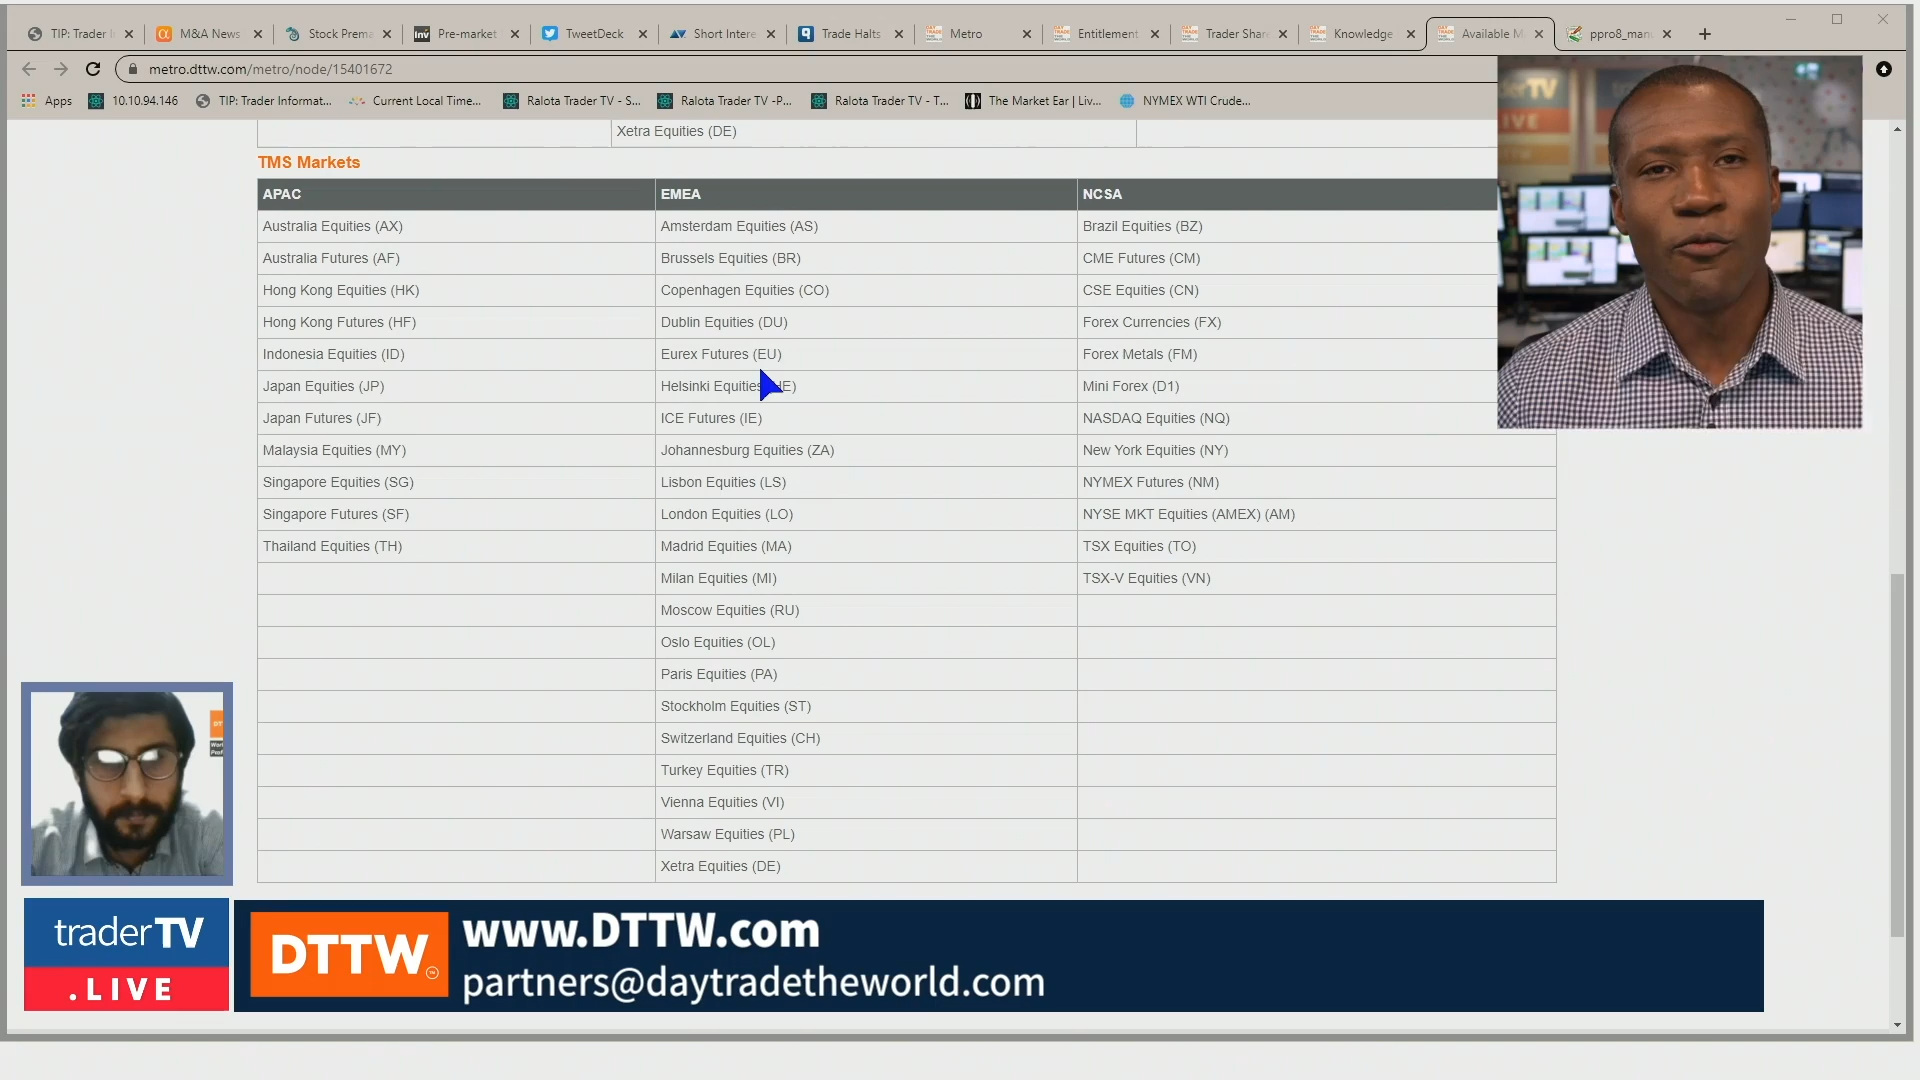 TIP: Trader I
M&A News
Stock Prema
Pre-market
TweetDeck
Short Intere
Trade Halts
Metro
Entitlement
Trader Shar
Knowledge
Available M
ppro8_man
metro.dttw.com/metro/node/15401672
Apps
10.10.94.146
TIP: Trader Informat...
Current Local Time...
Ralota Trader TV - S...
Ralota Trader TV -P...
Ralota Trader TV - T...
The Market Ear | Liv...
NYMEX WTI Crude...
Xetra Equities (DE)
TMS Markets
APAC EMEA NCSA
Australia Equities (AX) Amsterdam Equities (AS) Brazil Equities (BZ)
Australia Futures (AF) Brussels Equities (BR) CME Futures (CM)
Hong Kong Equities (HK) Copenhagen Equities (CO) CSE Equities (CN)
Hong Kong Futures (HF) Dublin Equities (DU) Forex Currencies (FX)
Indonesia Equities (ID) Eurex Futures (EU) Forex Metals (FM)
Japan Equities (JP) Helsinki Equities Mini Forex (D1)
Japan Futures (JF) ICE Futures (IE) NASDAQ Equities (NQ)
Malaysia Equities (MY) Johannesburg Equities (ZA) New York Equities (NY)
Singapore Equities (SG) Lisbon Equities (LS) NYMEX Futures (NM)
Singapore Futures (SF) London Equities (LO) NYSE MKT Equities (AMEX) (AM)
Thailand Equities (TH) Madrid Equities (MA) TSX Equities (TO)
Milan Equities (MI) TSX-V Equities (VN)
Moscow Equities (RU)
Oslo Equities (OL)
Paris Equities (PA)
Stockholm Equities (ST)
Switzerland Equities (CH)
Turkey Equities (TR)
Vienna Equities (VI)
Warsaw Equities (PL)
Xetra Equities (DE)
traderTV
.LIVE
DTTW™
www.DTTW.com
partners@daytradetheworld.com